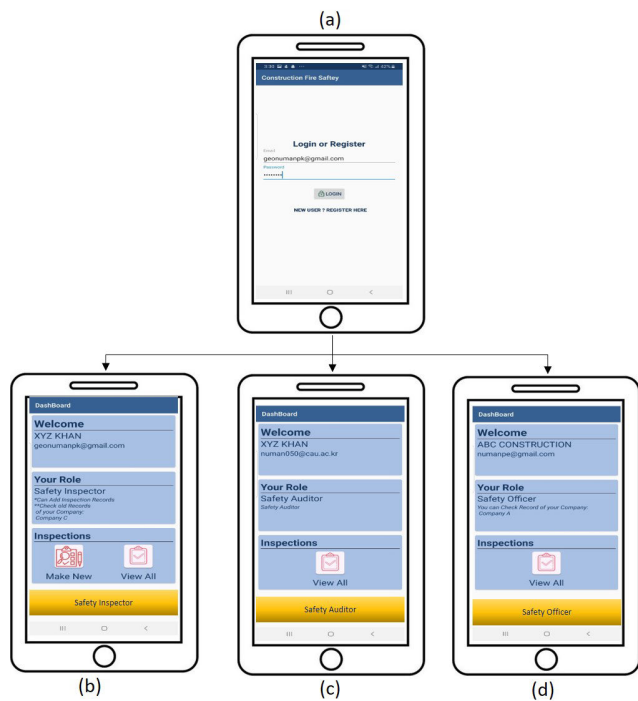 (a)
3:30 42%
Construction Fire Saftey
Login or Register
Email
geonumanpk@gmail.com
Password
••••••••
LOGIN
NEW USER ? REGISTER HERE
DashBoard
Welcome
XYZ KHAN
geonumanpk@gmail.com
Your Role
Safety Inspector
*Can Add Inspection Records
**Check old Records
of your Company:
Company C
Inspections
Make New View All
Safety Inspector
(b)
DashBoard
Welcome
XYZ KHAN
numan050@cau.ac.kr
Your Role
Safety Auditor
Safety Auditor
Inspections
View All
Safety Auditor
(c)
DashBoard
Welcome
ABC CONSTRUCTION
numanpe@gmail.com
Your Role
Safety Officer
You can Check Record of your Company:
Company A
Inspections
View All
Safety Officer
(d)